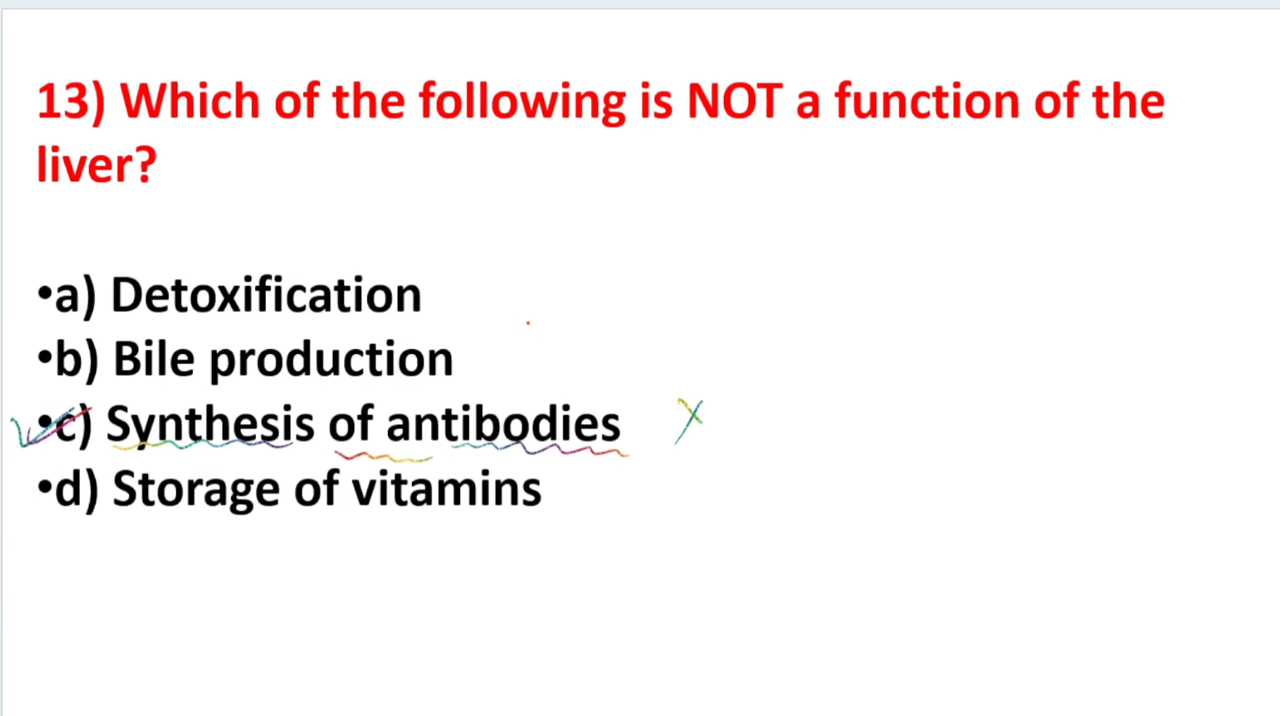 13) Which of the following is NOT a function of the
liver?
•a) Detoxification
•b) Bile production
•c) Synthesis of antibodies
•d) Storage of vitamins